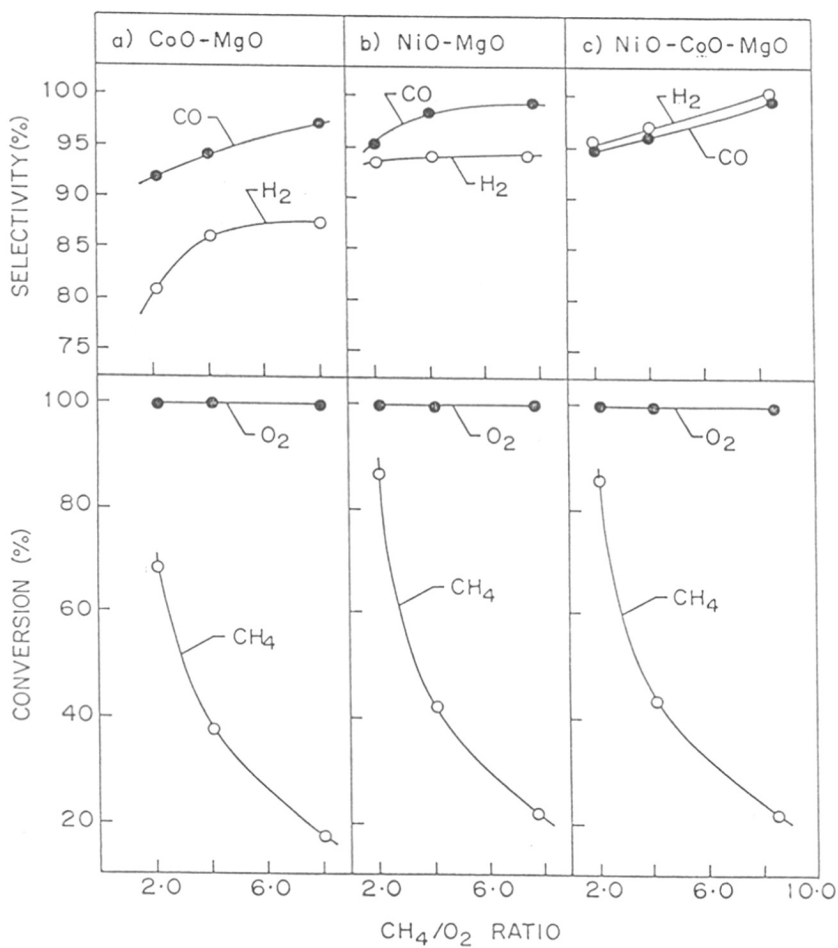 a) CoO-MgO
b) NiO-MgO
c) NiO-CoO-MgO
SELECTIVITY (%)
100
95
90
85
80
75
CO
H2
CO
H2
H2
CO
CONVERSION (%)
100
80
60
40
20
O2
CH4
O2
CH4
O2
CH4
2.0 6.0 2.0 6.0 2.0 6.0 10.0
CH4/O2 RATIO